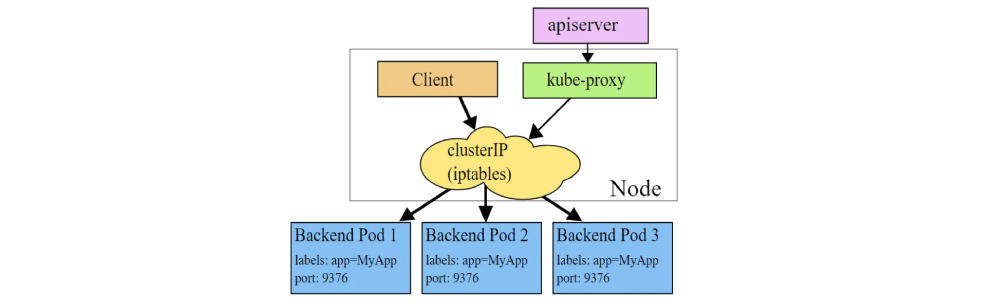 apiserver
Client
kube-proxy
clusterIP
(iptables)
Node
Backend Pod 1
labels: app=MyApp
port: 9376
Backend Pod 2
labels: app=MyApp
port: 9376
Backend Pod 3
labels: app=MyApp
port: 9376